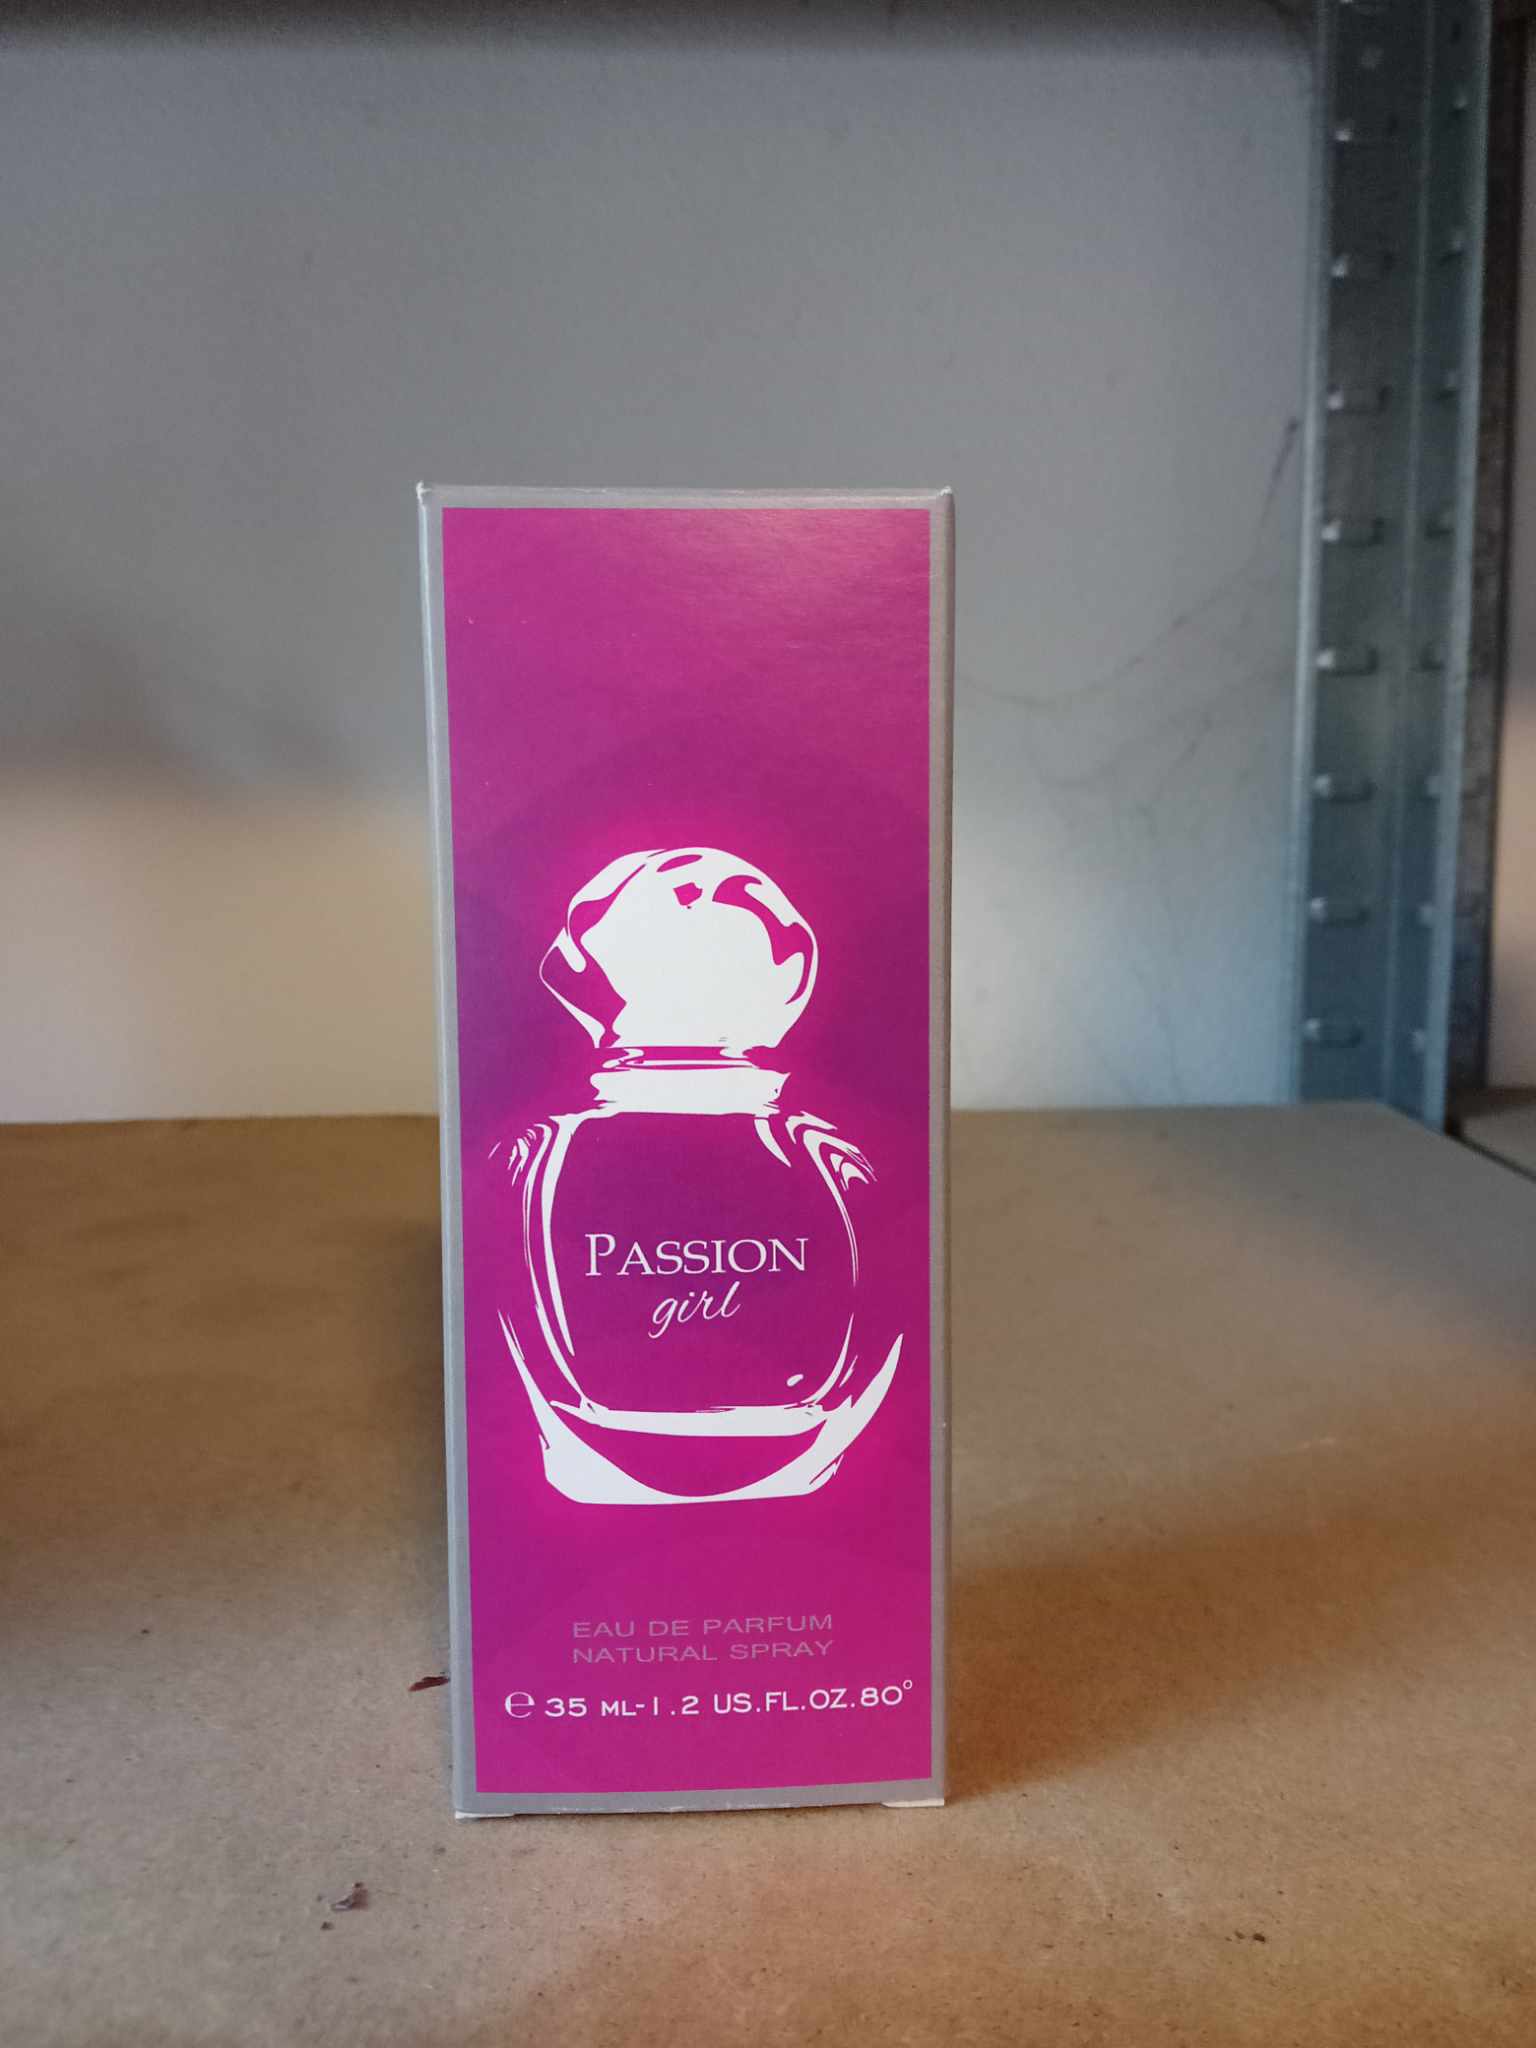 PASSION
girl
EAU DE PARFUM
NATURAL SPRAY
℮ 35 ML-1.2 US.FL.OZ.80°